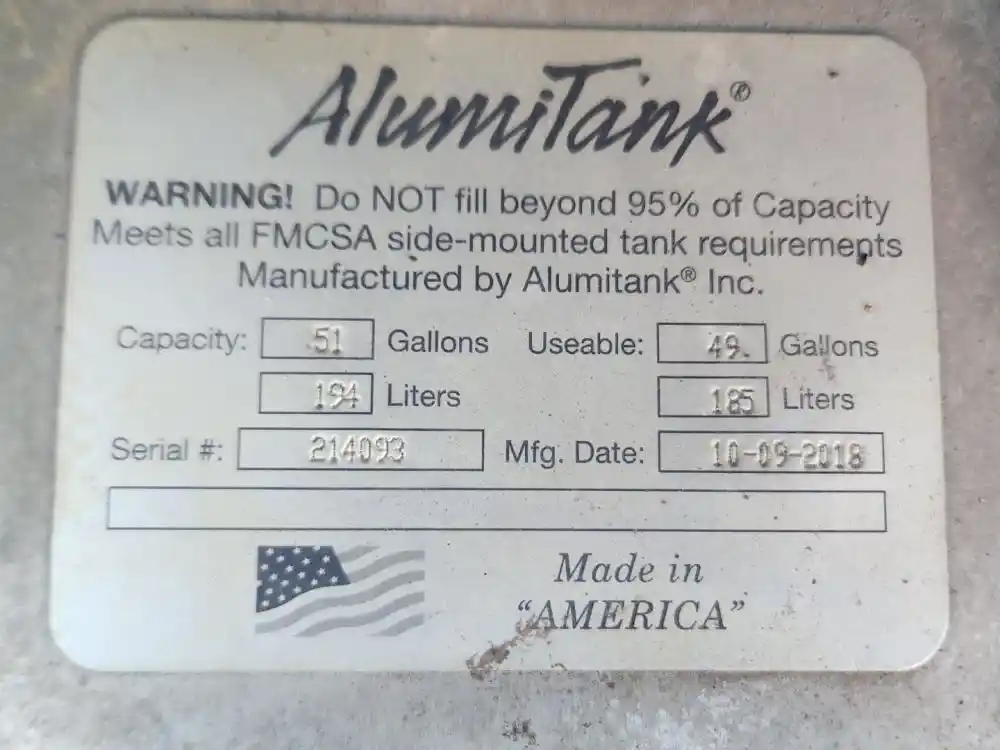 AlumiTank®
WARNING! Do NOT fill beyond 95% of Capacity
Meets all FMCSA side-mounted tank requirements
Manufactured by Alumitank® Inc.
Capacity: 51 Gallons Useable: 49. Gallons
194 Liters 185 Liters
Serial #: 214093 Mfg. Date: 10-09-2018
Made in
“AMERICA”